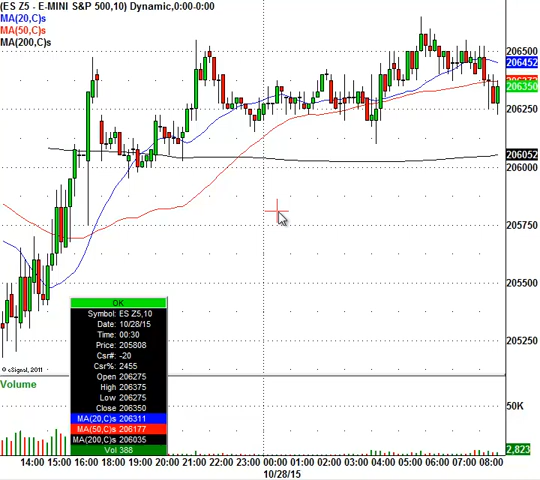 (ES Z5 - E-MINI S&P 500,10) Dynamic,0:00-0:00
MA(20,C)s
MA(50,C)s
MA(200,C)s
206500
206452
206350
206250
206052
206000
205750
205500
205250
OK
Symbol: ES Z5,10
Date: 10/28/15
Time: 00:30
Price: 205808
Csr#: -20
Csr%: 2455
Open 206275
High 206375
Low 206275
Close 206350
MA(20,C)s 206311
MA(50,C)s 206177
MA(200,C)s 206035
Vol 388
© eSignal, 2011
Volume
50K
2,823
14:00 15:00 16:00 17:00 18:00 19:00 20:00 21:00 22:00 23:00 00:00 01:00 02:00 03:00 04:00 05:00 06:00 07:00 08:00
10/28/15